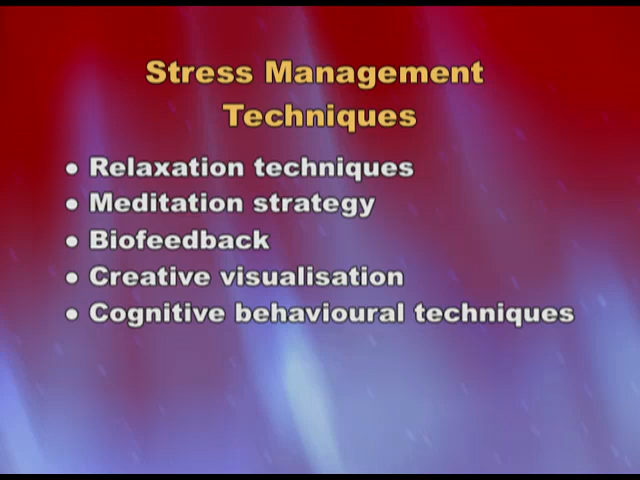 Stress Management
Techniques
• Relaxation techniques
• Meditation strategy
• Biofeedback
• Creative visualisation
• Cognitive behavioural techniques